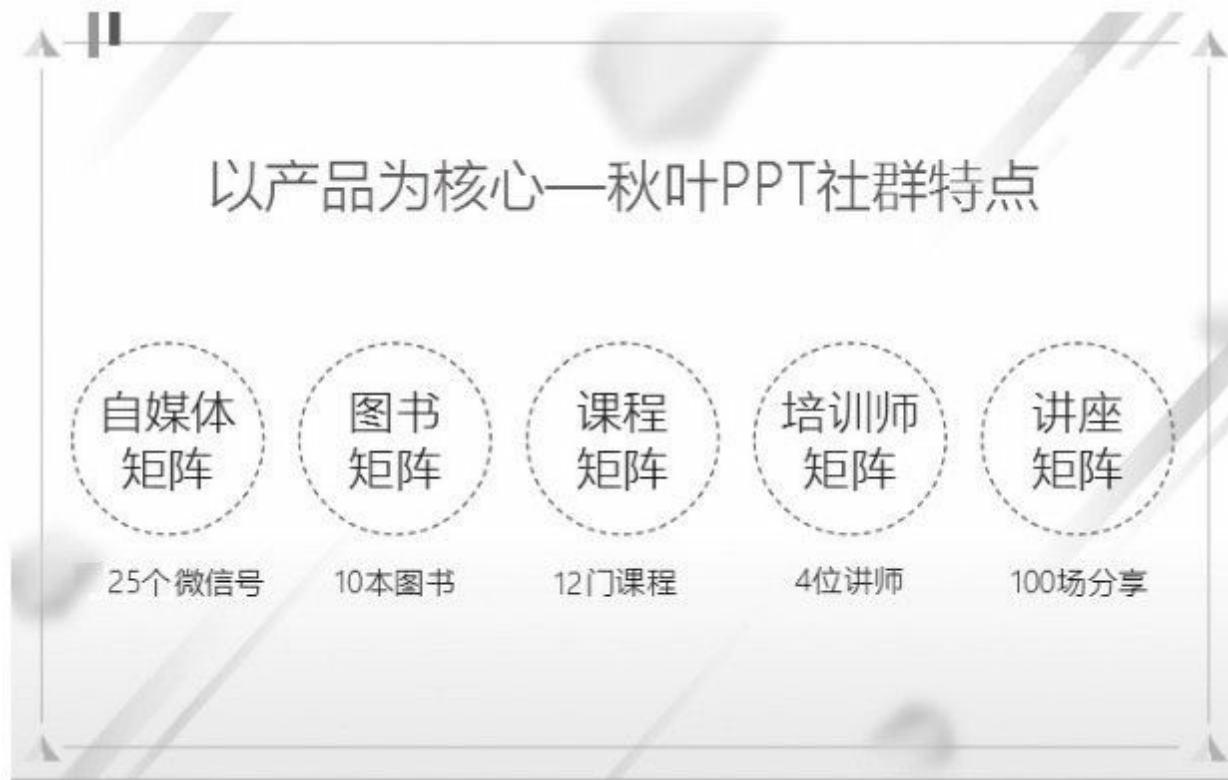 以产品为核心—秋叶PPT社群特点
自媒体
矩阵
图书
矩阵
课程
矩阵
培训师
矩阵
讲座
矩阵
25个微信号
10本图书
12门课程
4位讲师
100场分享